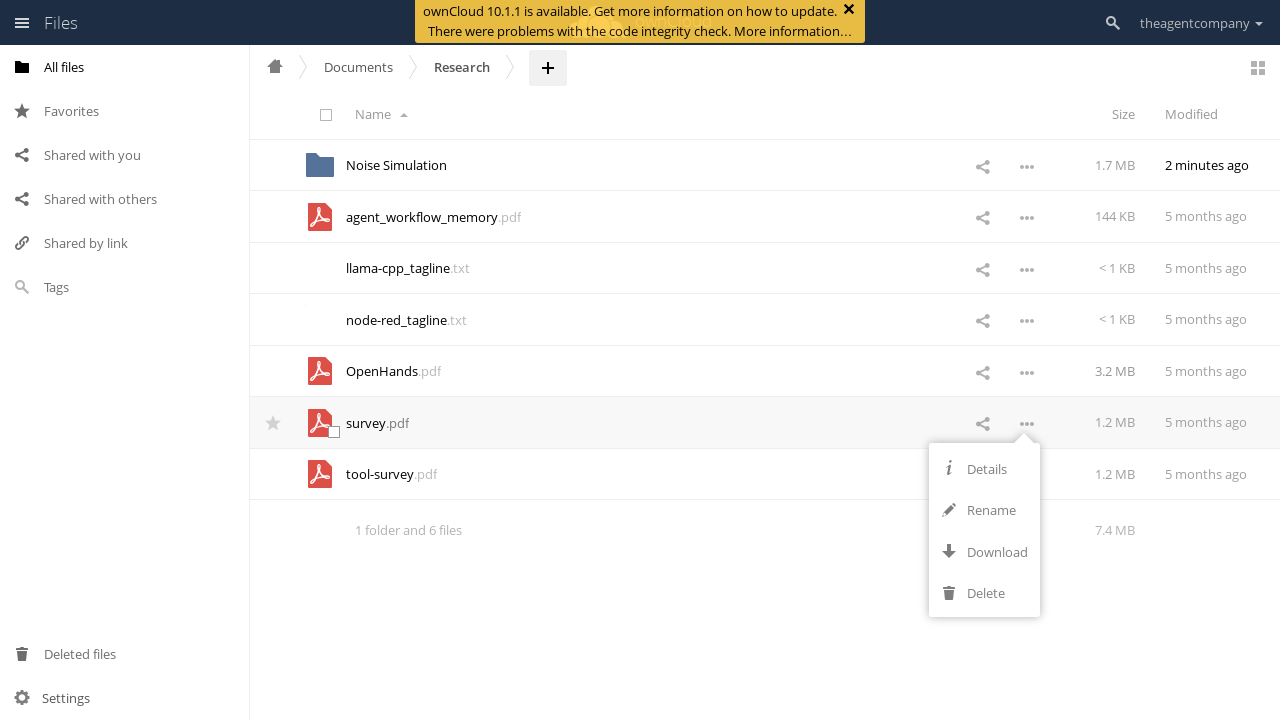 Files
ownCloud 10.1.1 is available. Get more information on how to update.
There were problems with the code integrity check. More information…
theagentcompany
All files
Favorites
Shared with you
Shared with others
Shared by link
Tags
Deleted files
Settings
Documents
Research
Name
Size
Modified
Noise Simulation
1.7 MB
2 minutes ago
agent_workflow_memory.pdf
144 KB
5 months ago
llama-cpp_tagline.txt
< 1 KB
5 months ago
node-red_tagline.txt
< 1 KB
5 months ago
OpenHands.pdf
3.2 MB
5 months ago
survey.pdf
1.2 MB
5 months ago
tool-survey.pdf
1.2 MB
5 months ago
Details
Rename
Download
Delete
1 folder and 6 files
7.4 MB